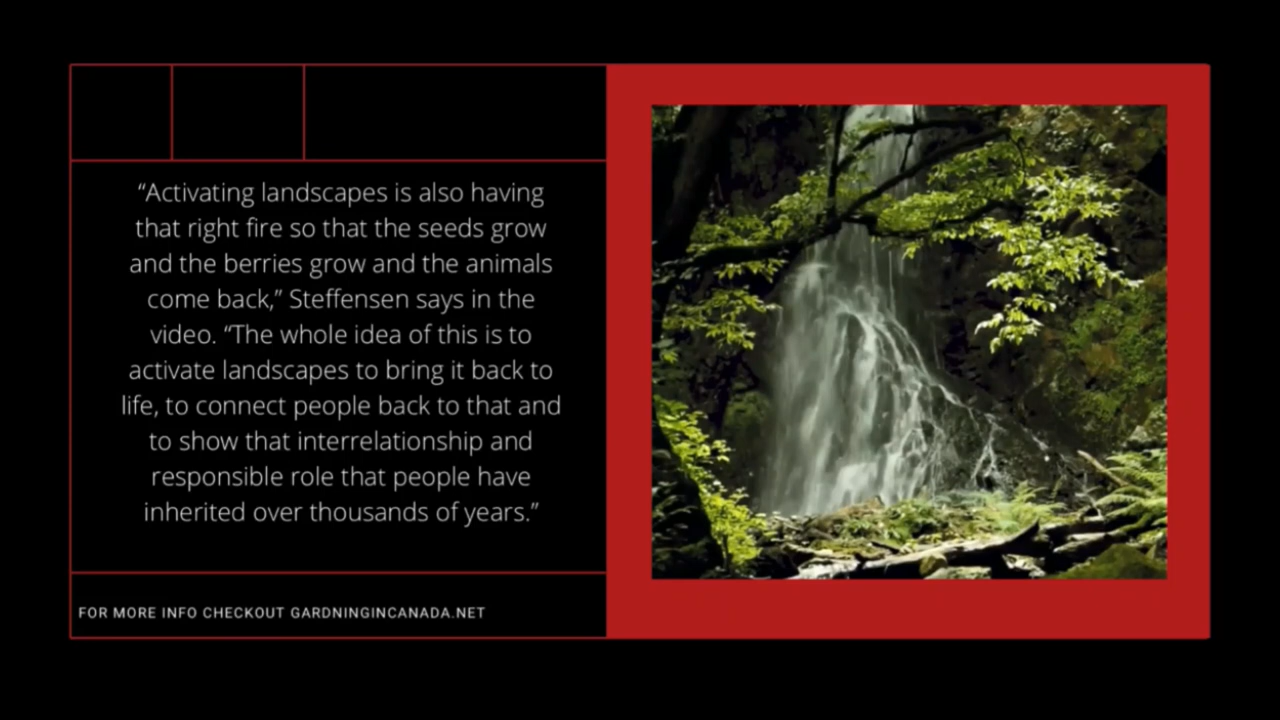 “Activating landscapes is also having
that right fire so that the seeds grow
and the berries grow and the animals
come back,” Steffensen says in the
video. “The whole idea of this is to
activate landscapes to bring it back to
life, to connect people back to that and
to show that interrelationship and
responsible role that people have
inherited over thousands of years.”
FOR MORE INFO CHECKOUT GARDNINGINCANADA.NET